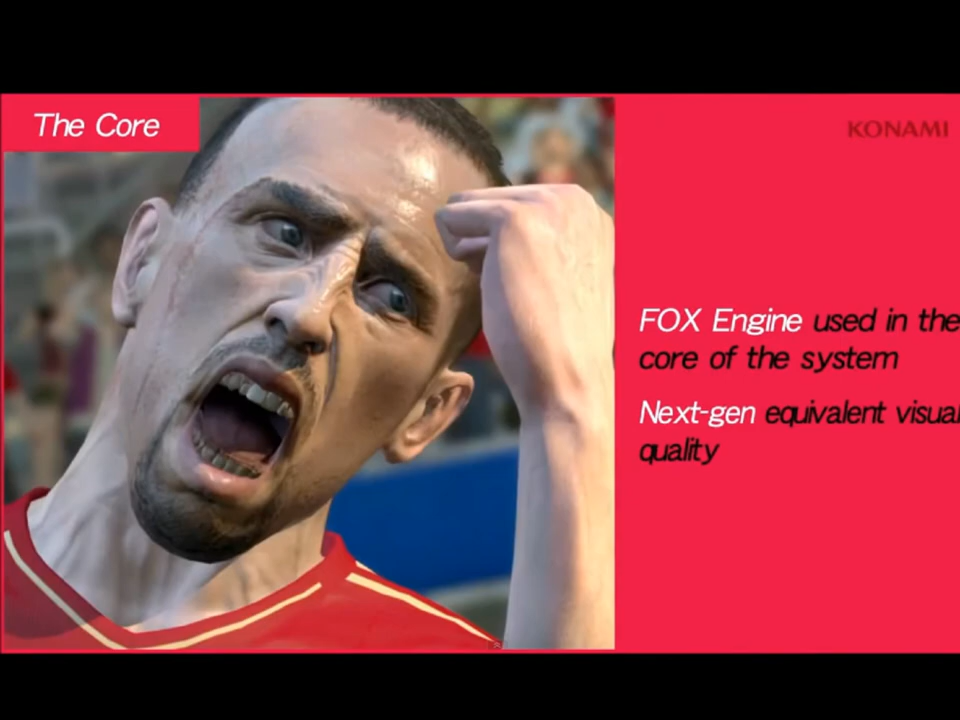 The Core
KONAMI
FOX Engine used in the
core of the system
Next-gen equivalent visual
quality